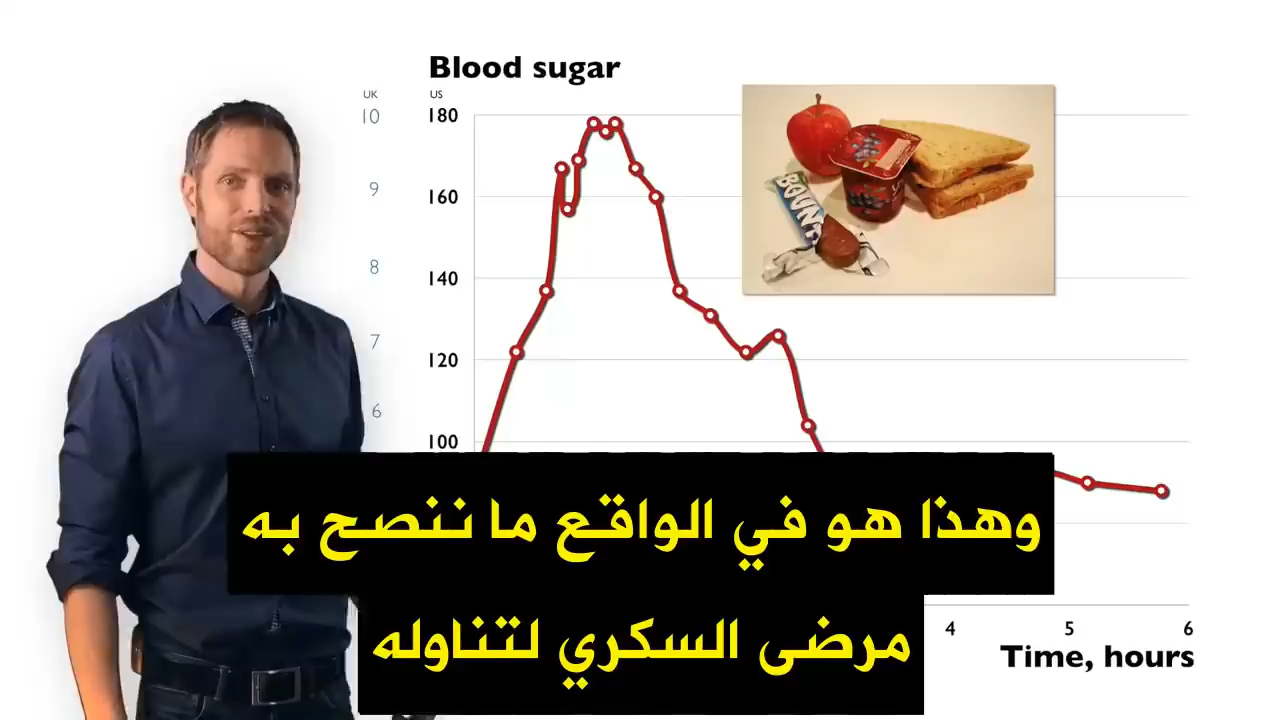 Blood sugar
UK
US
10
180
9
160
8
140
7
120
6
100
BOUNT
وهذا هو في الواقع ما ننصح به
مرضى السكري لتناوله
4
5
6
Time, hours